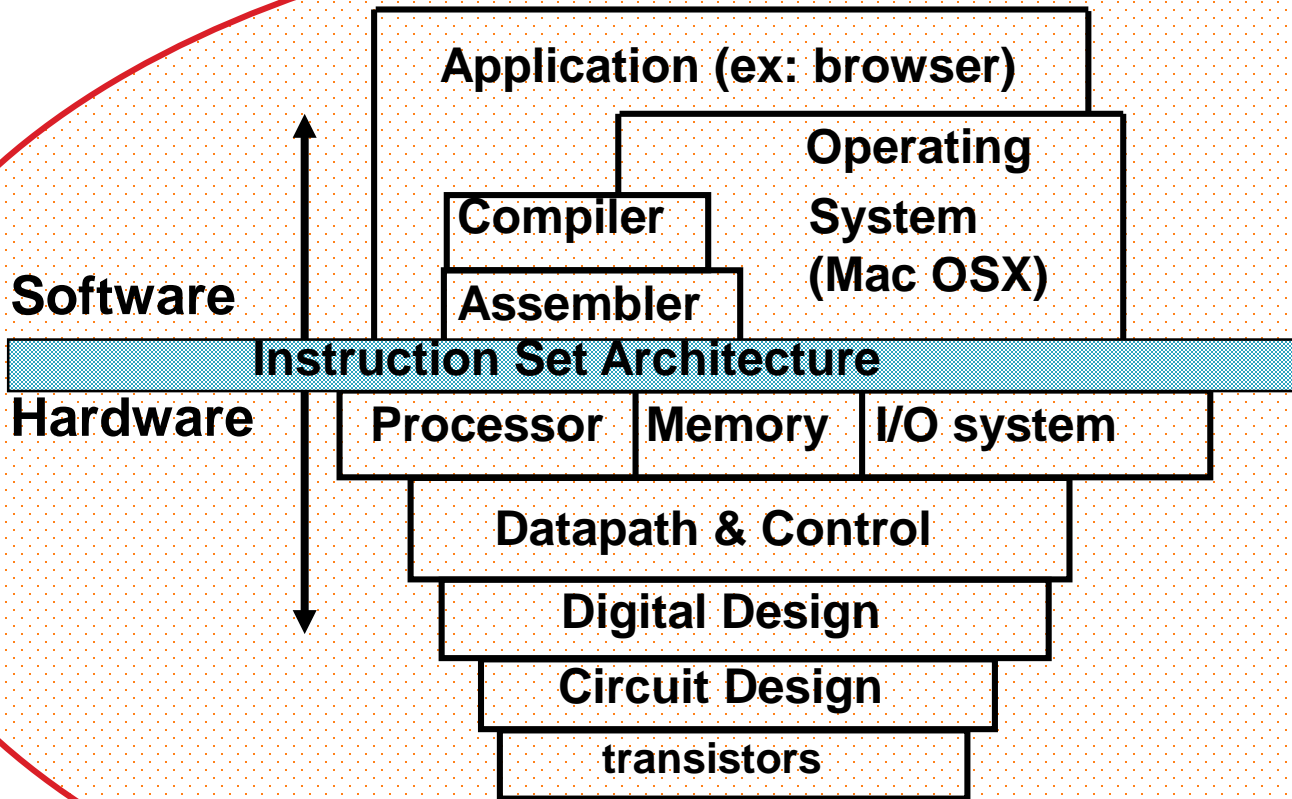 Application (ex: browser)
Operating
System
(Mac OSX)
Compiler
Assembler
Software
Instruction Set Architecture
Hardware
Processor
Memory
I/O system
Datapath & Control
Digital Design
Circuit Design
transistors